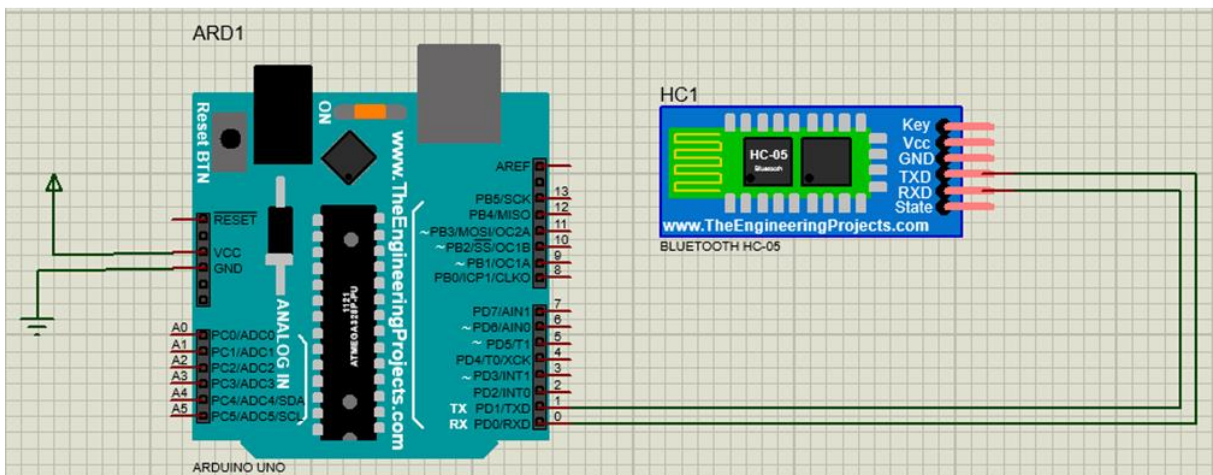 ARD1
Reset BTN
ON
www.TheEngineeringProjects.com
RESET
VCC
GND
ANALOG IN
1121
ATMEGA328P-PU
A0 PC0/ADC0
A1 PC1/ADC1
A2 PC2/ADC2
A3 PC3/ADC3
A4 PC4/ADC4/SDA
A5 PC5/ADC5/SCL
AREF
PB5/SCK 13
PB4/MISO 12
~PB3/MOSI/OC2A 11
~PB2/SS/OC1B 10
~PB1/OC1A 9
PB0/ICP1/CLKO 8
PD7/AIN1 7
~PD6/AIN0 6
~PD5/T1 5
PD4/T0/XCK 4
~PD3/INT1 3
PD2/INT0 2
TX PD1/TXD 1
RX PD0/RXD 0
ARDUINO UNO
HC1
HC-05
Bluetooth
Key
Vcc
GND
TXD
RXD
State
www.TheEngineeringProjects.com
BLUETOOTH HC-05